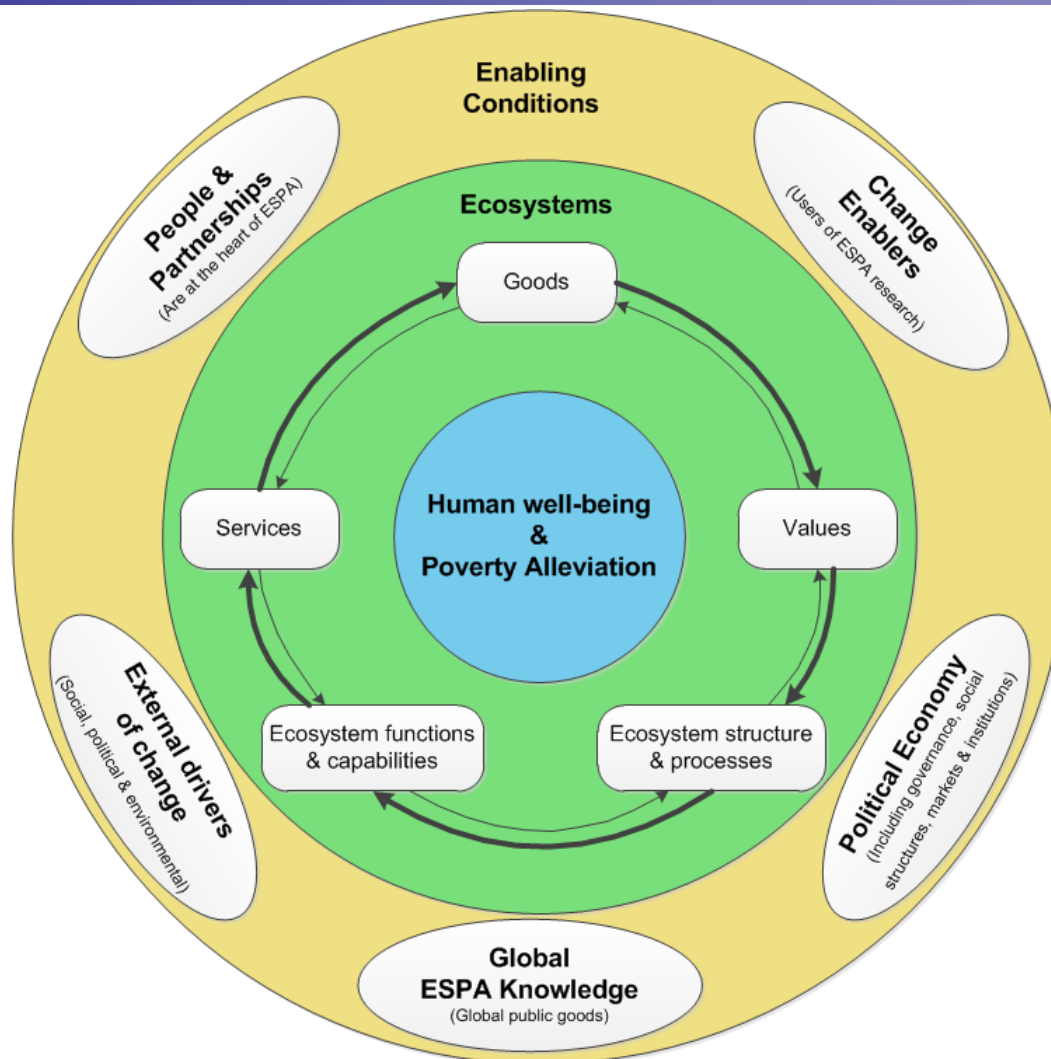 Enabling
Conditions
People &
Partnerships
(Are at the heart of ESPA)
Change
Enablers
(Users of ESPA research)
Ecosystems
Goods
Services
Human well-being
&
Poverty Alleviation
Values
Ecosystem functions
& capabilities
Ecosystem structure
& processes
External drivers
of change
(Social, political & environmental)
Political Economy
(Including governance, social
structures, markets & institutions)
Global
ESPA Knowledge
(Global public goods)